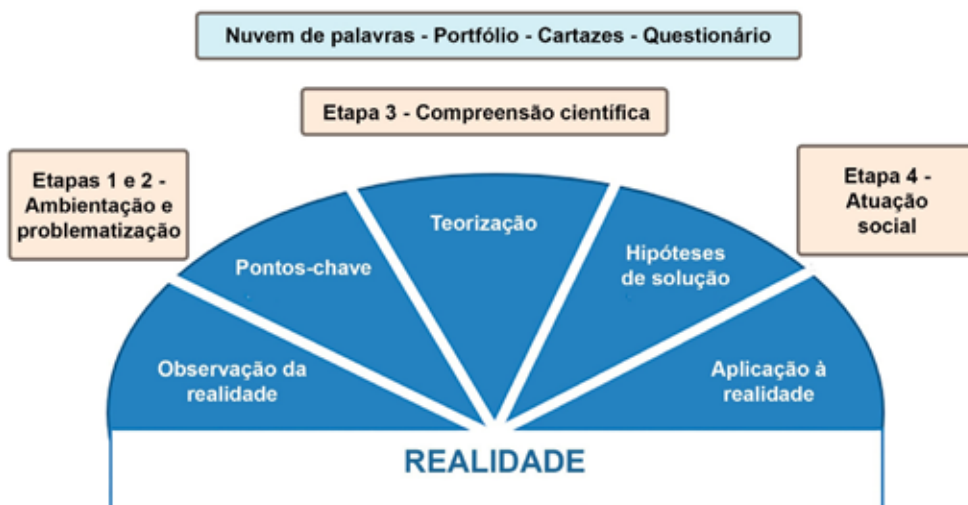 Nuvem de palavras - Portfólio - Cartazes - Questionário
Etapa 3 - Compreensão científica
Etapas 1 e 2 -
Ambientação e
problematização
Etapa 4 -
Atuação
social
Teorização
Pontos-chave
Hipóteses
de solução
Observação da
realidade
Aplicação à
realidade
REALIDADE